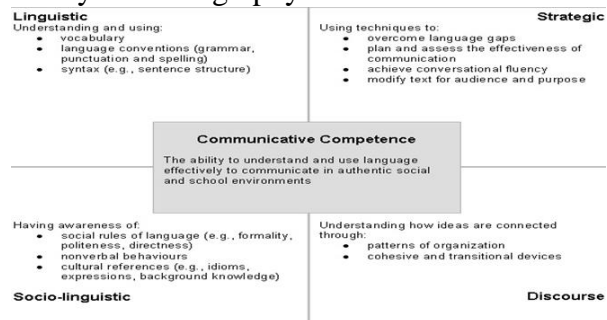 Linguistic
Understanding and using:
• vocabulary
• language conventions (grammar,
punctuation and spelling)
• syntax (e.g., sentence structure)
Strategic
Using techniques to:
• overcome language gaps
• plan and assess the effectiveness of
communication
• achieve conversational fluency
• modify text for audience and purpose
Communicative Competence
The ability to understand and use language
effectively to communicate in authentic social
and school environments
Having awareness of:
• social rules of language (e.g., formality,
politeness, directness)
• nonverbal behaviours
• cultural references (e.g., idioms,
expressions, background knowledge)
Socio-linguistic
Understanding how ideas are connected
through:
• patterns of organization
• cohesive and transitional devices
Discourse